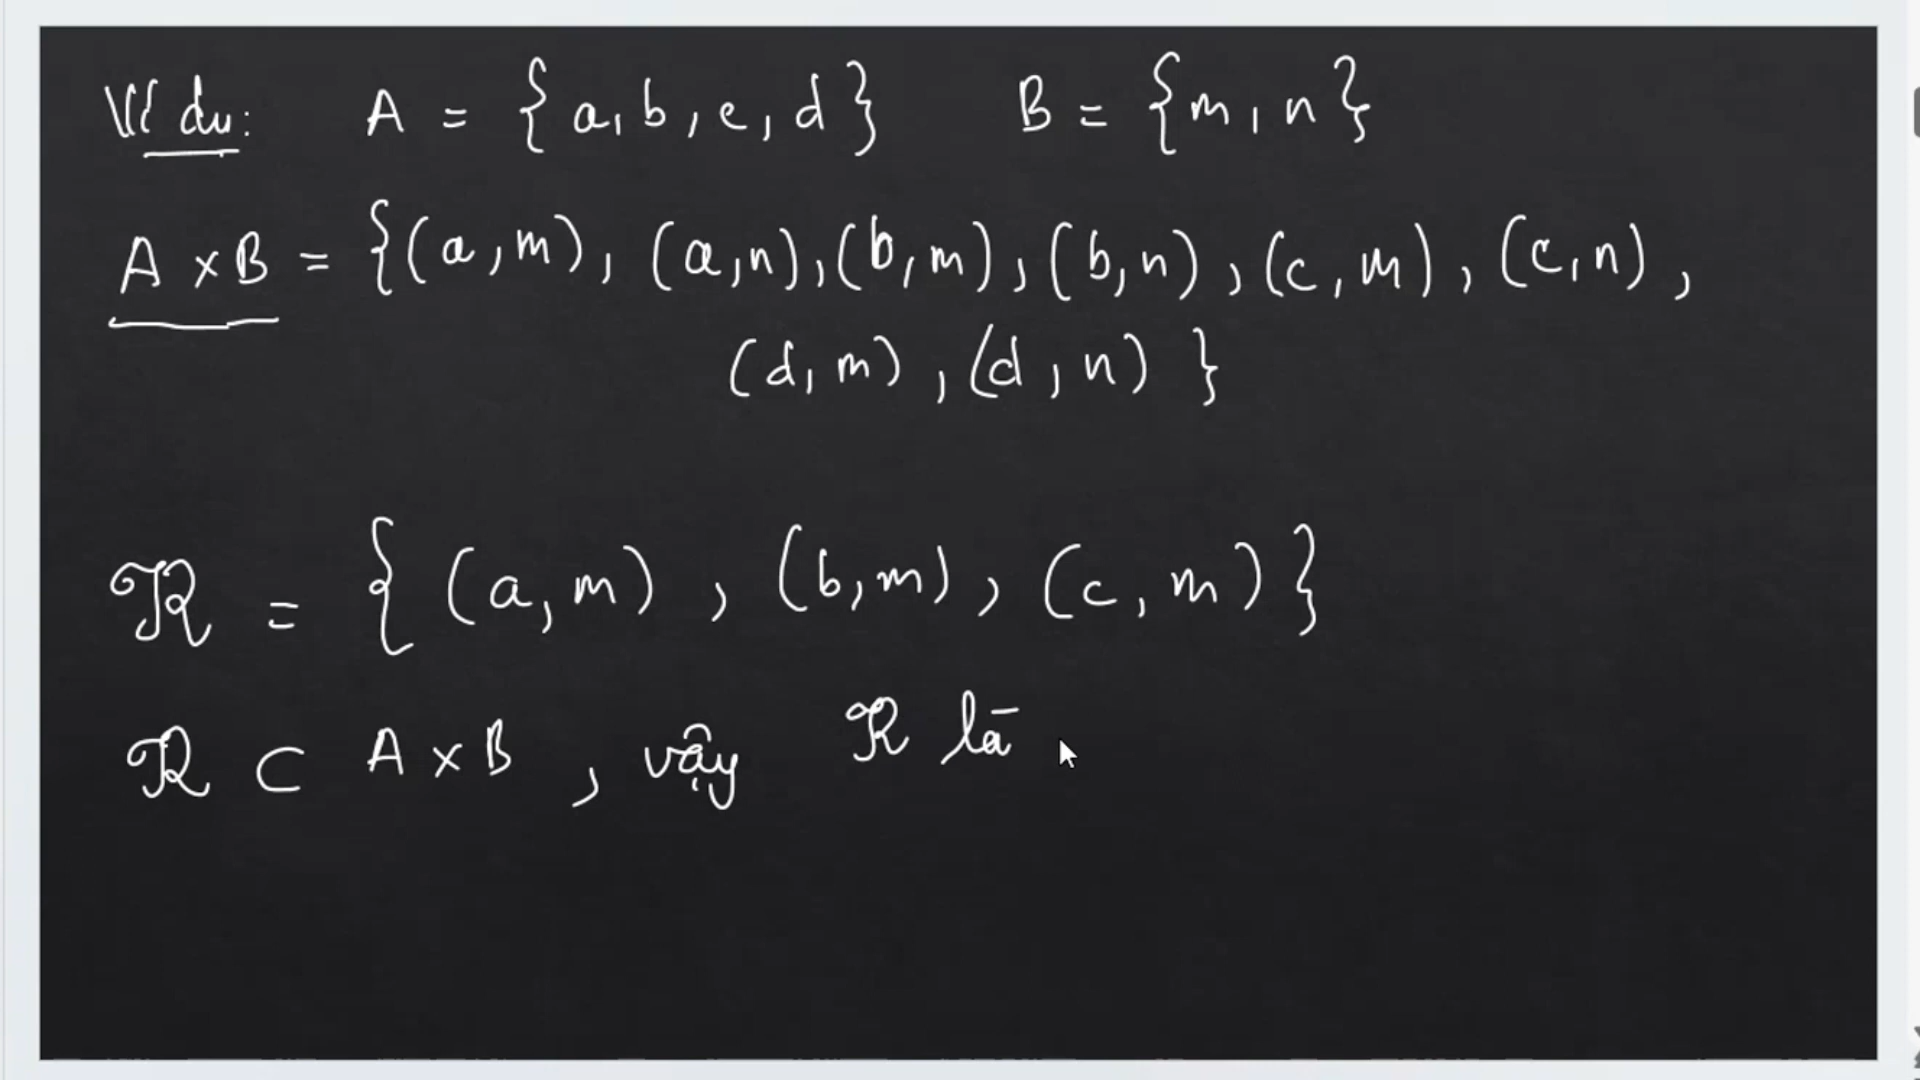 Ví dụ: A = {a, b, c, d} B = {m, n}
A × B = {(a, m), (a, n), (b, m), (b, n), (c, m), (c, n),
(d, m), (d, n)}
ℛ = {(a, m), (b, m), (c, m)}
ℛ ⊂ A × B, vậy ℛ là